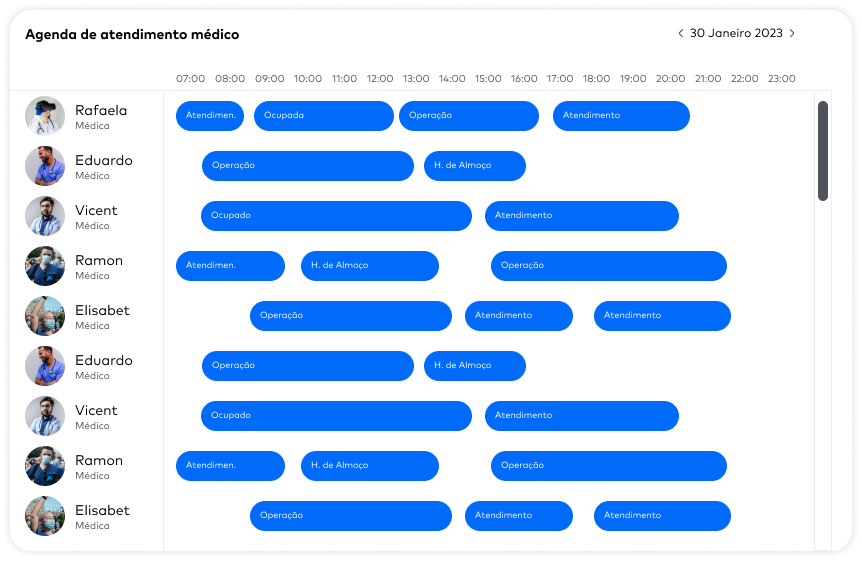 Agenda de atendimento médico
30 Janeiro 2023
07:00 08:00 09:00 10:00 11:00 12:00 13:00 14:00 15:00 16:00 17:00 18:00 19:00 20:00 21:00 22:00 23:00
Rafaela
Médica
Atendimen. Ocupada Operação Atendimento
Eduardo
Médico
Operação H. de Almoço
Vicent
Médico
Ocupado Atendimento
Ramon
Médico
Atendimen. H. de Almoço Operação
Elisabet
Médica
Operação Atendimento Atendimento
Eduardo
Médico
Operação H. de Almoço
Vicent
Médico
Ocupado Atendimento
Ramon
Médico
Atendimen. H. de Almoço Operação
Elisabet
Médica
Operação Atendimento Atendimento